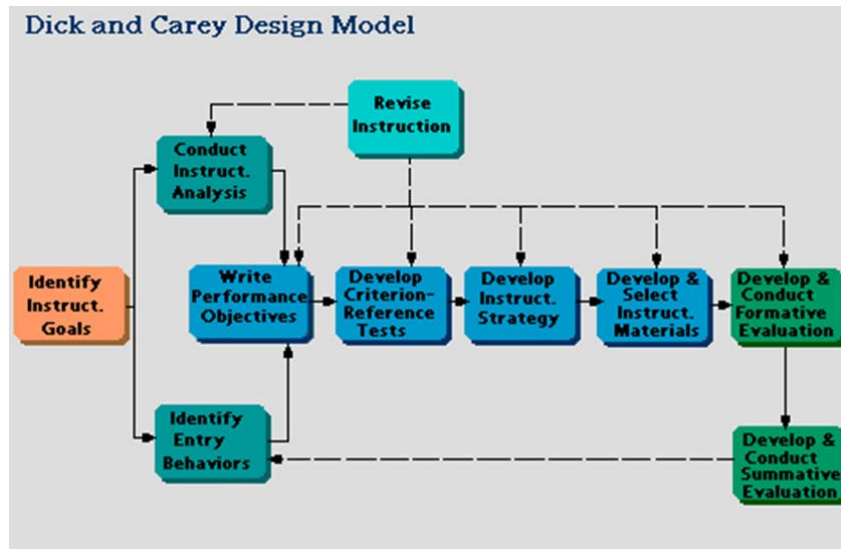 Dick and Carey Design Model
Revise
Instruction
Conduct
Instruct.
Analysis
Identify
Instruct.
Goals
Write
Performance
Objectives
Develop
Criterion-
Reference
Tests
Develop
Instruct.
Strategy
Develop &
Select
Instruct.
Materials
Develop &
Conduct
Formative
Evaluation
Identify
Entry
Behaviors
Develop &
Conduct
Summative
Evaluation